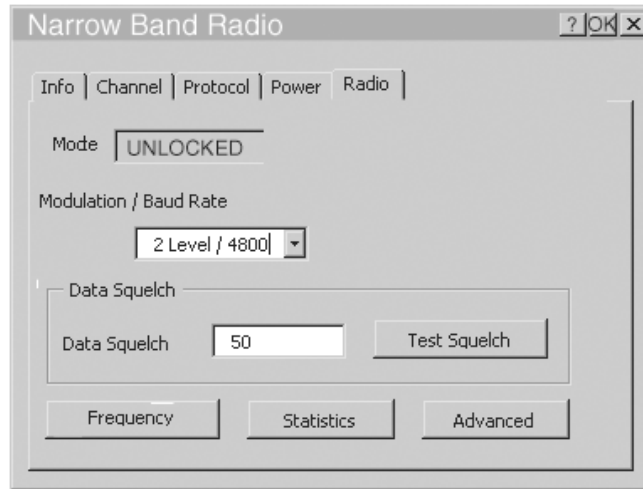 Narrow Band Radio ? OK X
Info Channel Protocol Power Radio
Mode UNLOCKED
Modulation / Baud Rate
2 Level / 4800
Data Squelch
Data Squelch 50 Test Squelch
Frequency Statistics Advanced